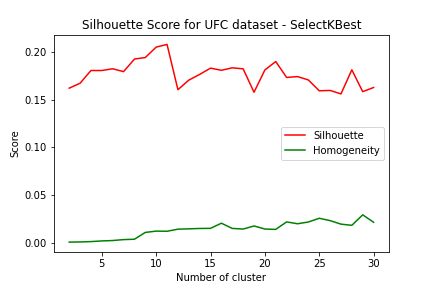 Silhouette Score for UFC dataset - SelectKBest
0.20
0.15
0.10
0.05
0.00
Score
Silhouette
Homogeneity
5
10
15
20
25
30
Number of cluster